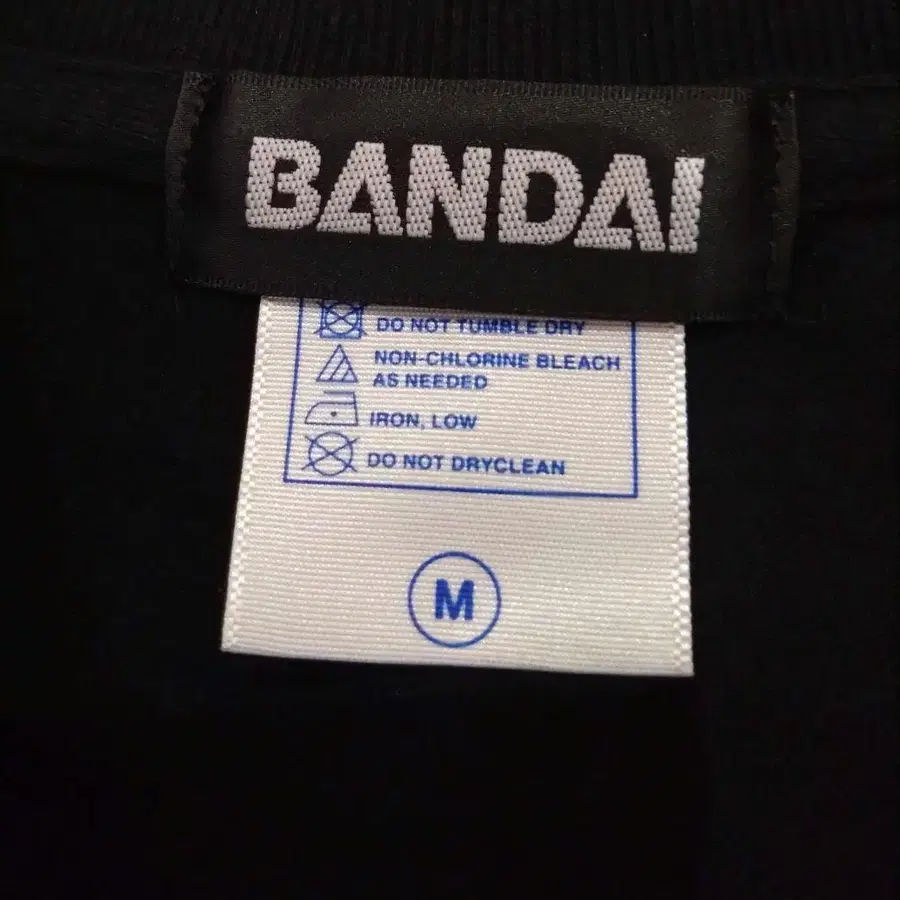 BANDAI
DO NOT TUMBLE DRY
NON-CHLORINE BLEACH
AS NEEDED
IRON, LOW
DO NOT DRYCLEAN
M